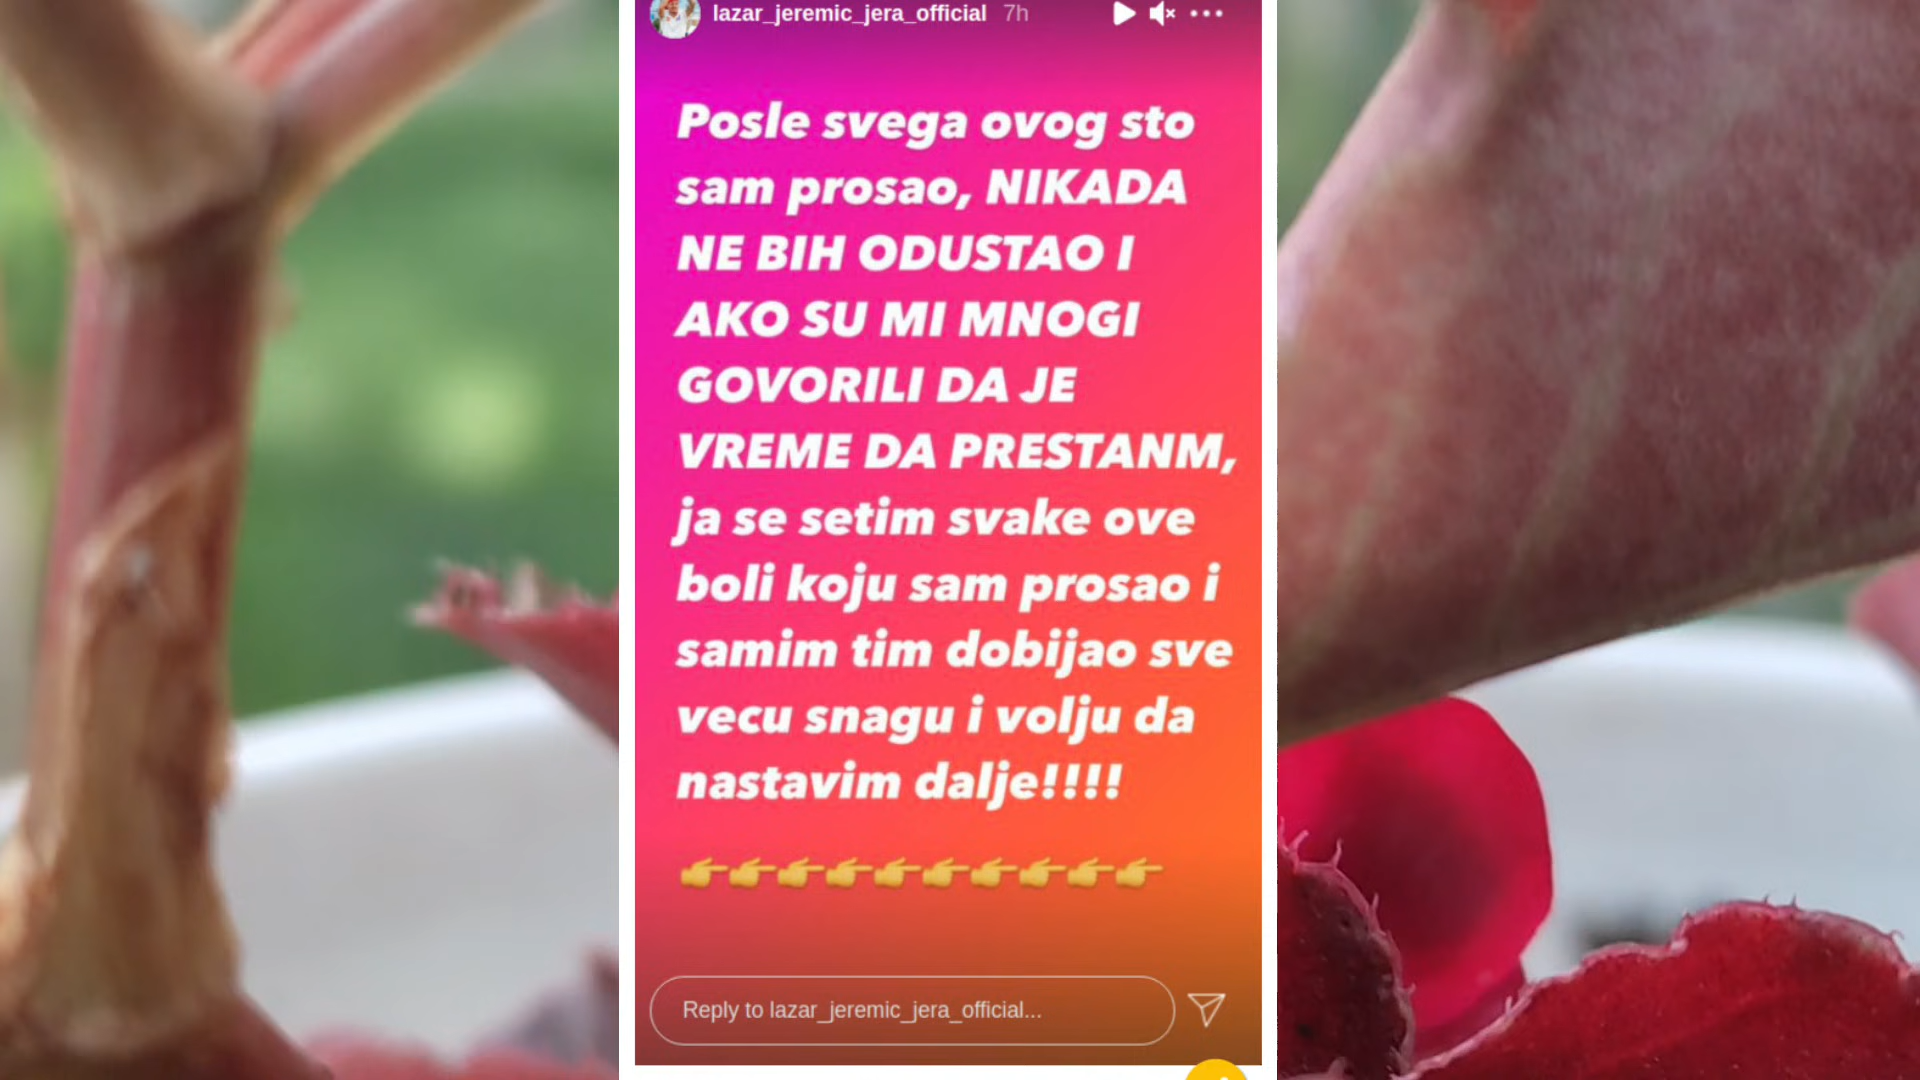 lazar_jeremic_jera_official 7h
Posle svega ovog sto
sam prosao, NIKADA
NE BIH ODUSTAO I
AKO SU MI MNOGI
GOVORILI DA JE
VREME DA PRESTANM,
ja se setim svake ove
boli koju sam prosao i
samim tim dobijao sve
vecu snagu i volju da
nastavim dalje!!!!
Reply to lazar_jeremic_jera_official...